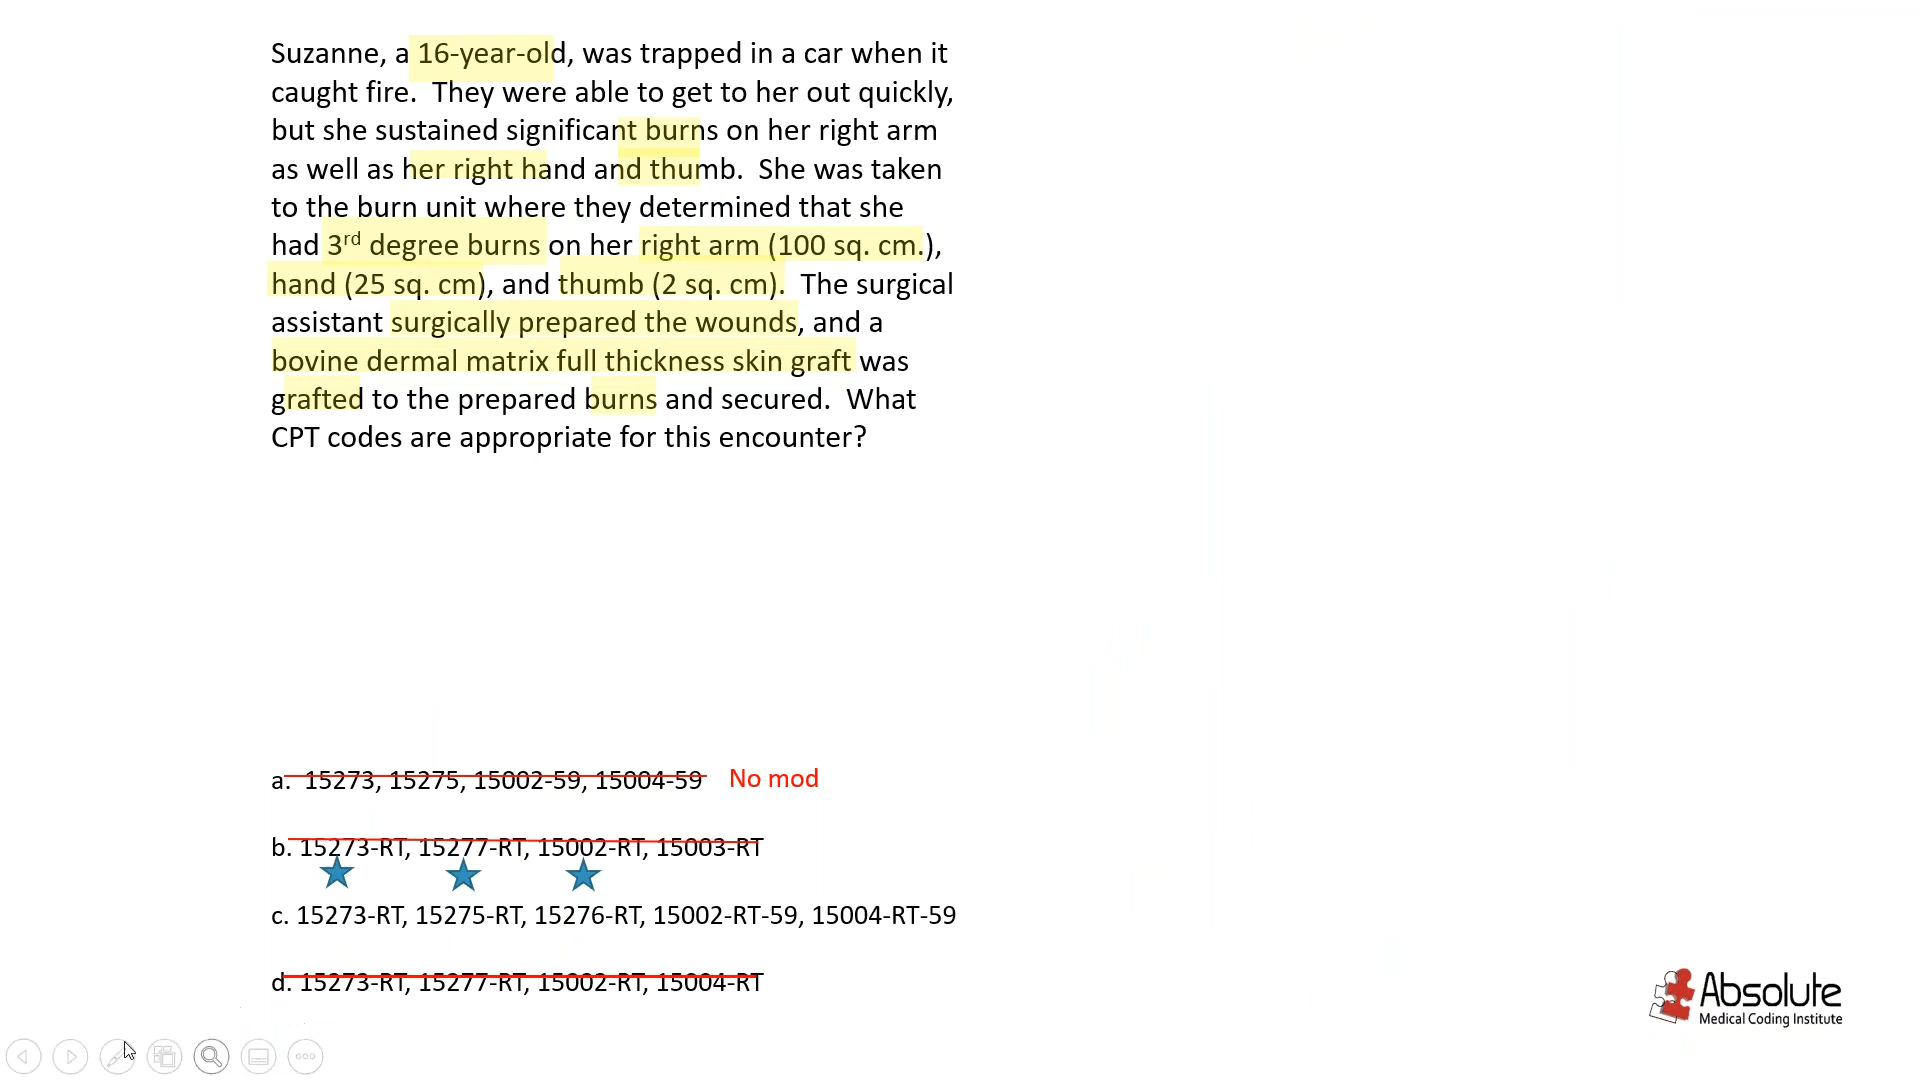 Suzanne, a 16-year-old, was trapped in a car when it
caught fire.  They were able to get to her out quickly,
but she sustained significant burns on her right arm
as well as her right hand and thumb.  She was taken
to the burn unit where they determined that she
had 3rd degree burns on her right arm (100 sq. cm.),
hand (25 sq. cm), and thumb (2 sq. cm).  The surgical
assistant surgically prepared the wounds, and a
bovine dermal matrix full thickness skin graft was
grafted to the prepared burns and secured.  What
CPT codes are appropriate for this encounter?
a. 15273, 15275, 15002-59, 15004-59 No mod
b. 15273-RT, 15277-RT, 15002-RT, 15003-RT
c. 15273-RT, 15275-RT, 15276-RT, 15002-RT-59, 15004-RT-59
d. 15273-RT, 15277-RT, 15002-RT, 15004-RT
Absolute
Medical Coding Institute